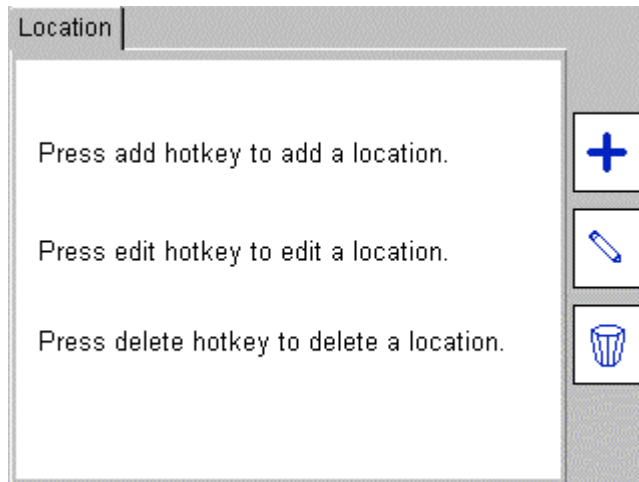 Location
Press add hotkey to add a location.
Press edit hotkey to edit a location.
Press delete hotkey to delete a location.